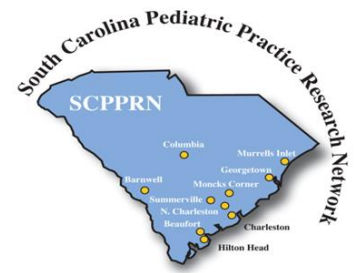 South Carolina Pediatric Practice Research Network
SCPPRN
Columbia
Murrells Inlet
Georgetown
Barnwell
Moncks Corner
Summerville
N. Charleston
Beaufort
Charleston
Hilton Head